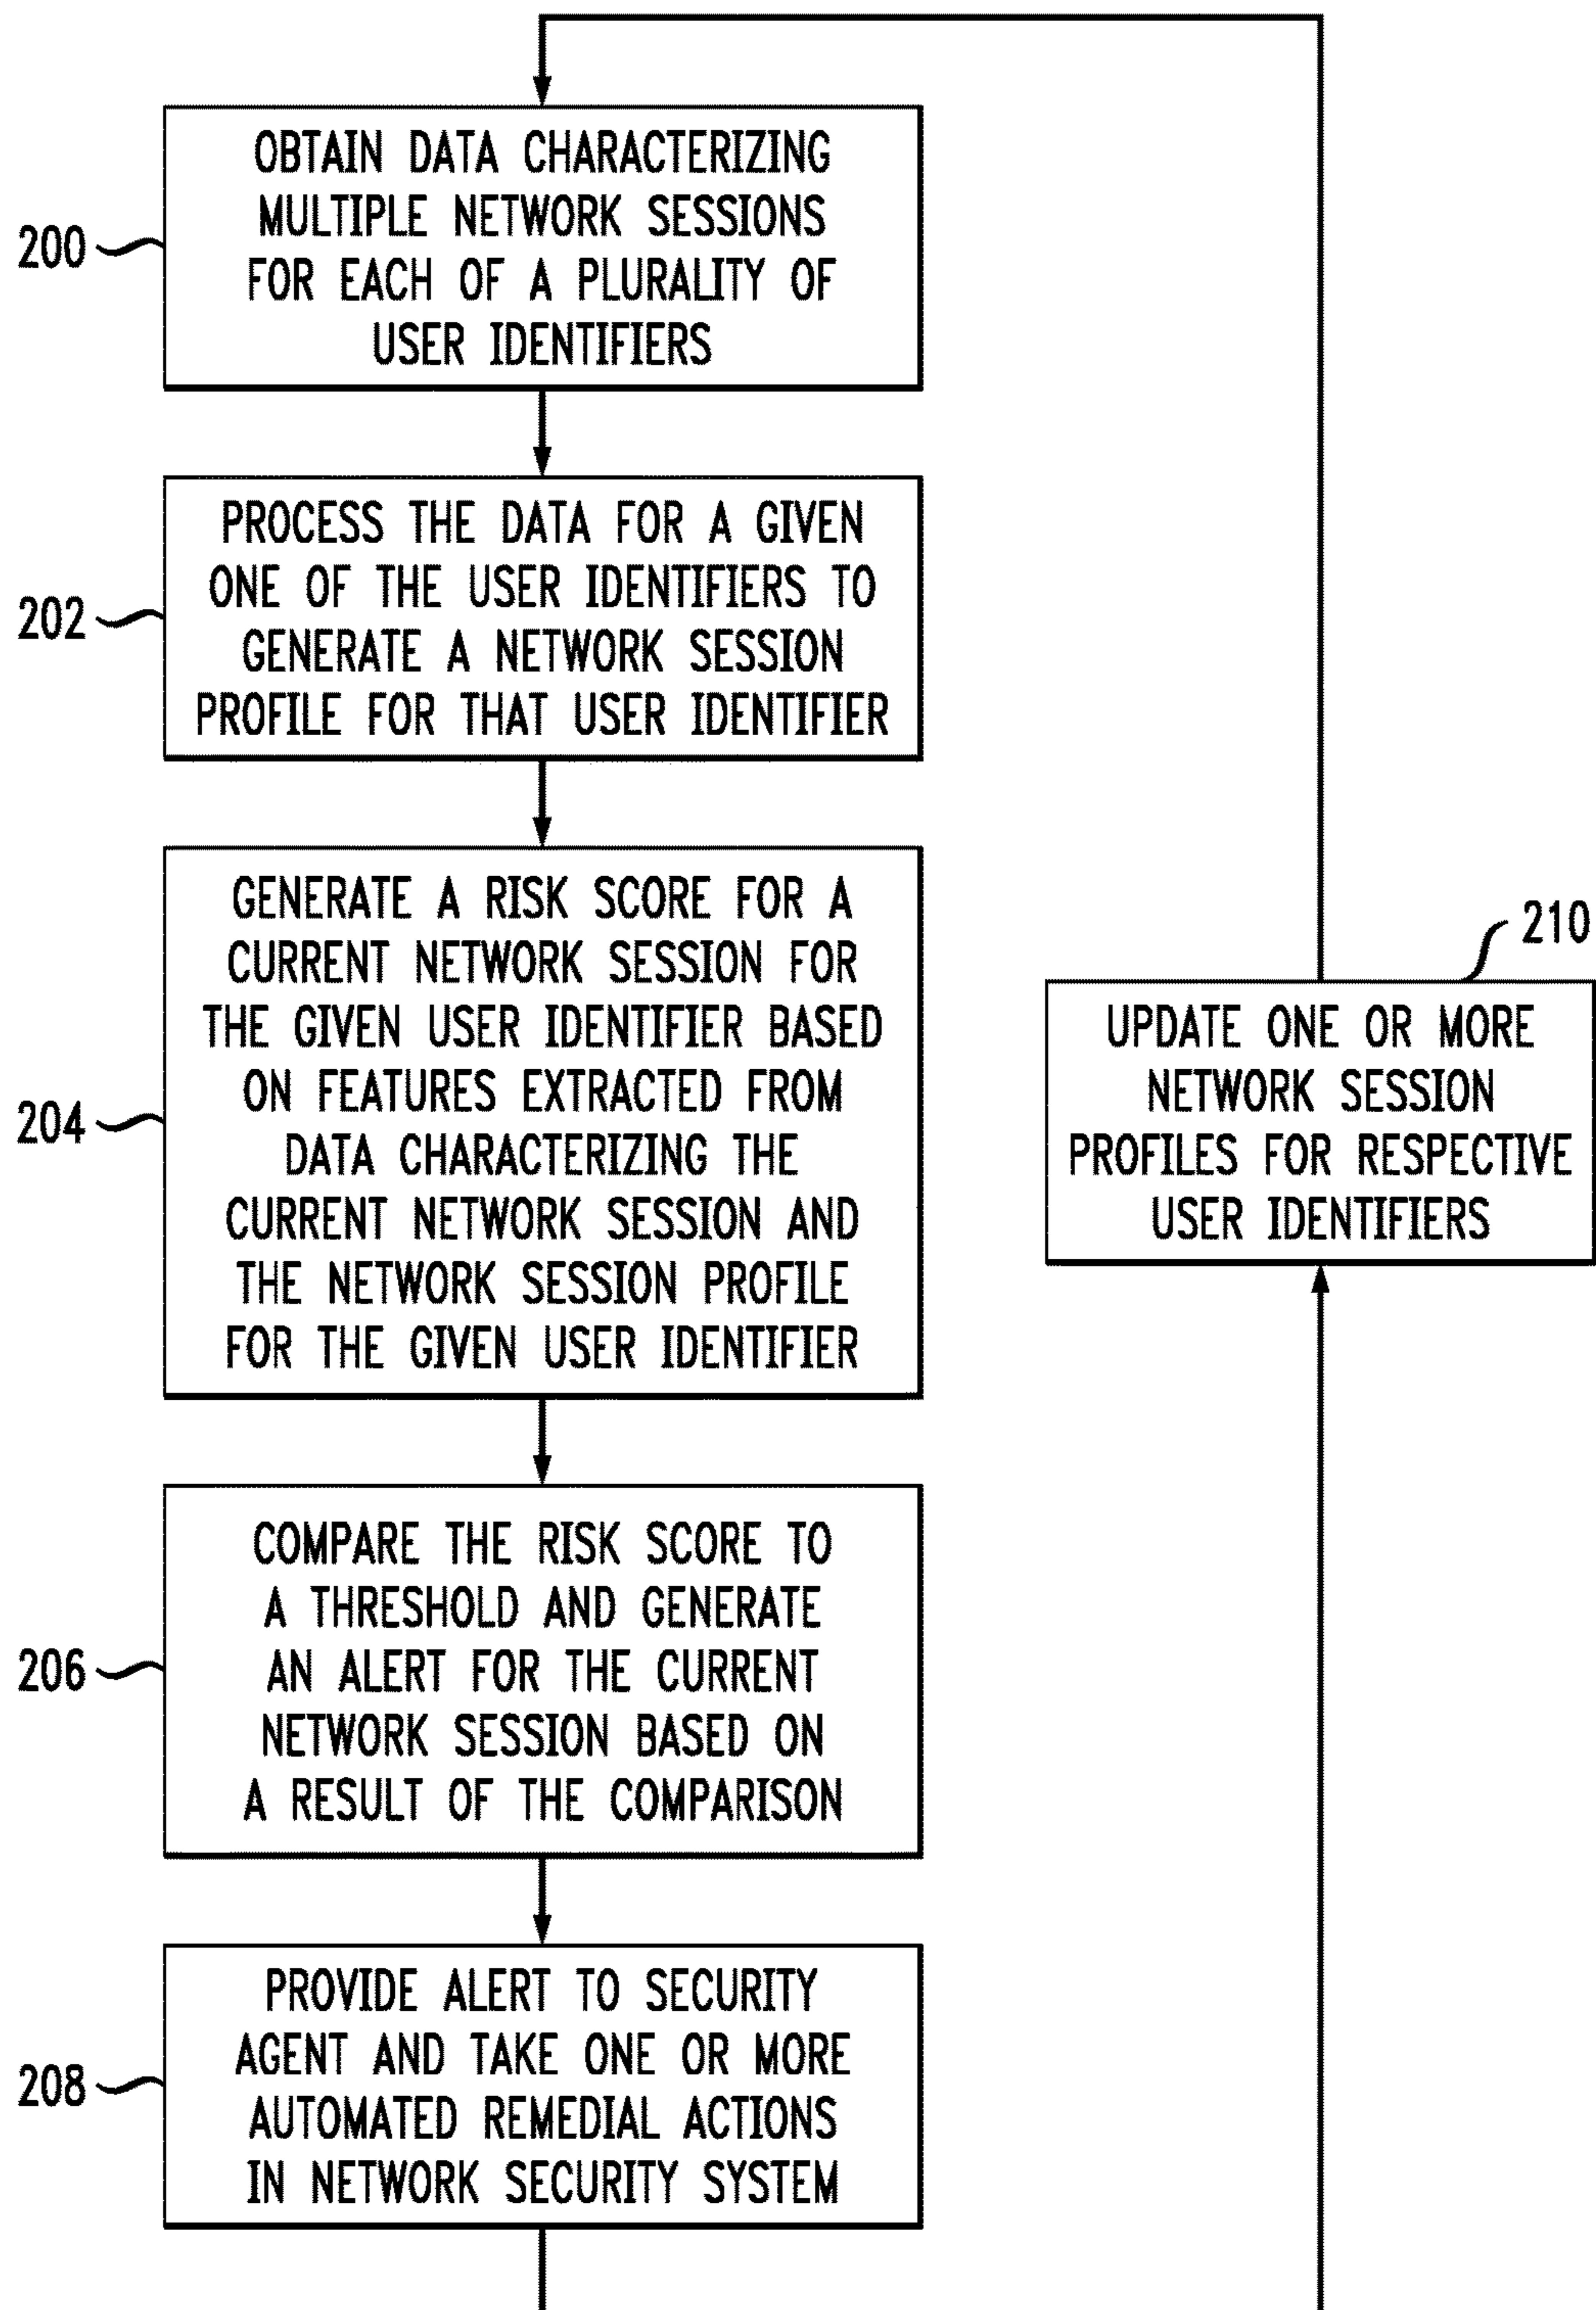 200
OBTAIN DATA CHARACTERIZING
MULTIPLE NETWORK SESSIONS
FOR EACH OF A PLURALITY OF
USER IDENTIFIERS
202
PROCESS THE DATA FOR A GIVEN
ONE OF THE USER IDENTIFIERS TO
GENERATE A NETWORK SESSION
PROFILE FOR THAT USER IDENTIFIER
204
GENERATE A RISK SCORE FOR A
CURRENT NETWORK SESSION FOR
THE GIVEN USER IDENTIFIER BASED
ON FEATURES EXTRACTED FROM
DATA CHARACTERIZING THE
CURRENT NETWORK SESSION AND
THE NETWORK SESSION PROFILE
FOR THE GIVEN USER IDENTIFIER
206
COMPARE THE RISK SCORE TO
A THRESHOLD AND GENERATE
AN ALERT FOR THE CURRENT
NETWORK SESSION BASED ON
A RESULT OF THE COMPARISON
208
PROVIDE ALERT TO SECURITY
AGENT AND TAKE ONE OR MORE
AUTOMATED REMEDIAL ACTIONS
IN NETWORK SECURITY SYSTEM
210
UPDATE ONE OR MORE
NETWORK SESSION
PROFILES FOR RESPECTIVE
USER IDENTIFIERS